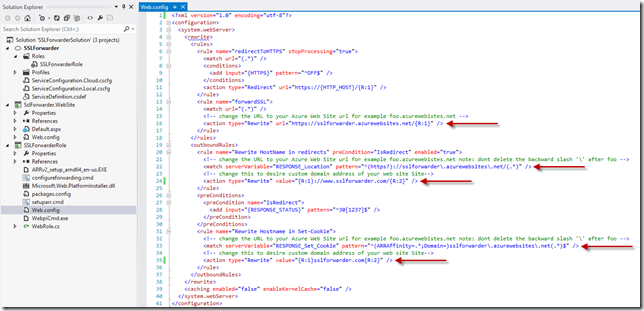 Solution Explorer
Search Solution Explorer (Ctrl+;)
Solution 'SSLForwarderSolution' (3 projects)
SSLForwarder
Roles
SSLForwarderRole
Profiles
ServiceConfiguration.Cloud.cscfg
ServiceConfiguration.Local.cscfg
ServiceDefinition.csdef
SslForwarder.WebSite
Properties
References
Default.aspx
Web.config
SSLForwarderRole
Properties
References
ARRv2_setup_amd64_en-us.EXE
configureforwarding.cmd
Microsoft.Web.PlatformInstaller.dll
packages.config
setuparr.cmd
Web.config
WebpiCmd.exe
WebRole.cs
Web.config
1 <?xml version="1.0" encoding="utf-8"?>
2 <configuration>
3 <system.webServer>
4 <rewrite>
5 <rules>
6 <rule name="redirectToHTTPS" stopProcessing="true">
7 <match url="(.*)" />
8 <conditions>
9 <add input="{HTTPS}" pattern="^OFF$" />
10 </conditions>
11 <action type="Redirect" url="https://{HTTP_HOST}/{R:1}" />
12 </rule>
13 <rule name="forwardSSL">
14 <match url="(.*)" />
15 <!-- change the URL to your Azure Web Site url for example foo.azurewebistes.net -->
16 <action type="Rewrite" url="https://sslforwarder.azurewebsites.net/{R:1}" />
17 </rule>
18 </rules>
19 <outboundRules>
20 <rule name="Rewrite HostName in redirects" preCondition="IsRedirect" enabled="true">
21 <!-- change the URL to your Azure Web Site url for example foo\.azurewebsites.net note: dont delete the backward slash '\' after foo -->
22 <match serverVariable="RESPONSE_Location" pattern="^(https?)://sslforwarder\.azurewebsites\.net/(.*)" />
23 <!-- change this to desire custom domain address of your web site Site-->
24 <action type="Rewrite" value="{R:1}://www.sslforwarder.com/{R:2}" />
25 </rule>
26 <preConditions>
27 <preCondition name="IsRedirect">
28 <add input="{RESPONSE_STATUS}" pattern="^30[1237]$" />
29 </preCondition>
30 </preConditions>
31 <rule name="Rewrite HostName in Set-Cookie">
32 <!-- change the URL to your Azure Web Site url for example foo\.azurewebsites.net note: dont delete the backward slash '\' after foo -->
33 <match serverVariable="RESPONSE_Set_Cookie" pattern="^(ARRAffinity=.*;Domain=)sslforwarder\.azurewebsites\.net(.*)$" />
34 <!-- change this to desire custom domain address of your web site Site-->
35 <action type="Rewrite" value="{R:1}sslforwarder.com{R:2}" />
36 </rule>
37 </outboundRules>
38 </rewrite>
39 <caching enabled="false" enableKernelCache="false" />
40 </system.webServer>
41 </configuration>